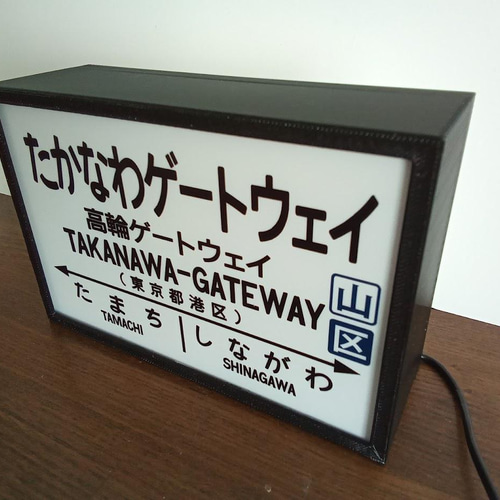 たかなわゲートウェイ
高輪ゲートウェイ
TAKANAWA-GATEWAY
(東京都港区)
山
区
たまち
TAMACHI
しながわ
SHINAGAWA